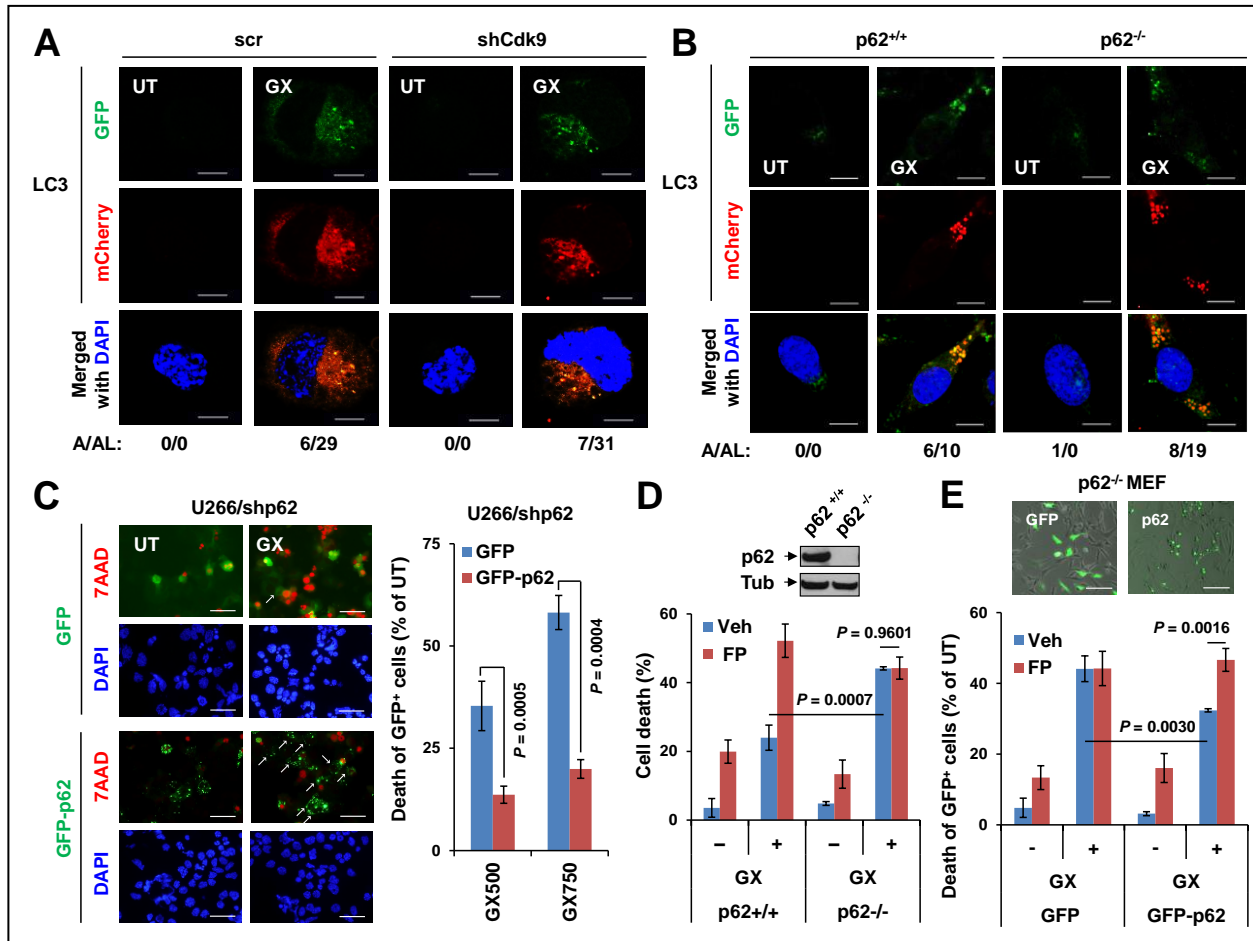 A
scr
shCdk9
UT
GX
UT
GX
LC3
GFP
mCherry
Merged
with DAPI
A/AL:
0/0
6/29
0/0
7/31
B
p62+/+
p62-/-
UT
GX
UT
GX
LC3
GFP
mCherry
Merged
with DAPI
A/AL:
0/0
6/10
1/0
8/19
C
U266/shp62
UT
GX
GFP
7AAD
DAPI
GFP-p62
7AAD
DAPI
U266/shp62
Death of GFP+ cells (% of UT)
75
50
25
0
GFP
GFP-p62
P = 0.0005
P = 0.0004
GX500
GX750
D
p62+/+
p62-/-
p62
Tub
Cell death (%)
60
40
20
0
Veh
FP
P = 0.9601
P = 0.0007
–
+
–
+
GX
GX
p62+/+
p62-/-
E
p62-/- MEF
GFP
p62
Death of GFP+ cells (% of UT)
60
40
20
0
Veh
FP
P = 0.0016
P = 0.0030
-
+
-
+
GX
GX
GFP
GFP-p62